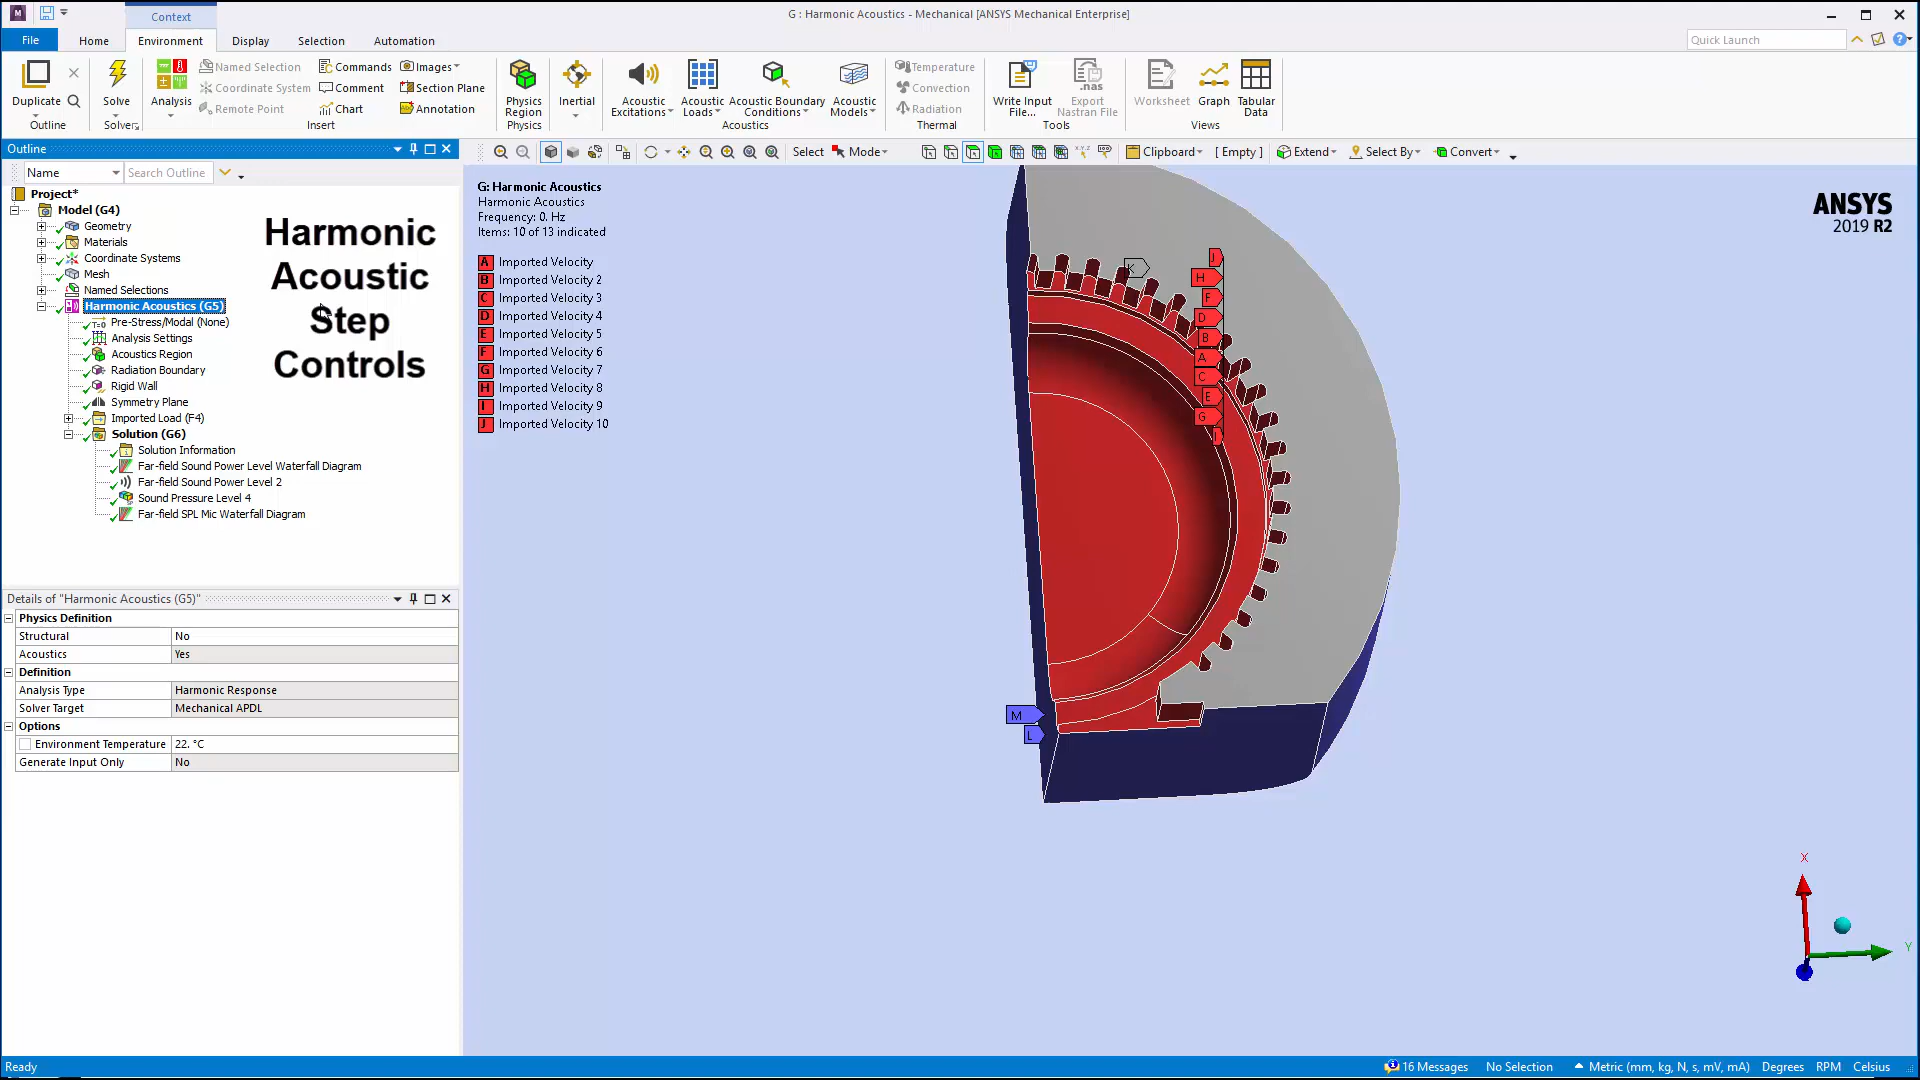 Context
G : Harmonic Acoustics - Mechanical [ANSYS Mechanical Enterprise]
File
Home
Environment
Display
Selection
Automation
Quick Launch
Duplicate
Outline
Solve
Solver
Analysis
Named Selection
Coordinate System
Remote Point
Commands
Comment
Chart
Images
Section Plane
Annotation
Insert
Physics Region
Physics
Inertial
Acoustic Excitations
Acoustic Loads
Acoustic Boundary Conditions
Acoustic Models
Acoustics
Temperature
Convection
Radiation
Thermal
Write Input File...
Export Nastran File
.nas
Tools
Worksheet
Graph
Tabular Data
Views
Outline
Name
Search Outline
Select
Mode
Clipboard
[ Empty ]
Extend
Select By
Convert
Project*
Model (G4)
Geometry
Materials
Coordinate Systems
Mesh
Named Selections
Harmonic Acoustics (G5)
Pre-Stress/Modal (None)
Analysis Settings
Acoustics Region
Radiation Boundary
Rigid Wall
Symmetry Plane
Imported Load (F4)
Solution (G6)
Solution Information
Far-field Sound Power Level Waterfall Diagram
Far-field Sound Power Level 2
Sound Pressure Level 4
Far-field SPL Mic Waterfall Diagram
Harmonic
Acoustic
Step
Controls
Details of "Harmonic Acoustics (G5)"
Physics Definition
Structural No
Acoustics Yes
Definition
Analysis Type Harmonic Response
Solver Target Mechanical APDL
Options
Environment Temperature 22. °C
Generate Input Only No
G: Harmonic Acoustics
Harmonic Acoustics
Frequency: 0. Hz
Items: 10 of 13 indicated
A Imported Velocity
B Imported Velocity 2
C Imported Velocity 3
D Imported Velocity 4
E Imported Velocity 5
F Imported Velocity 6
G Imported Velocity 7
H Imported Velocity 8
I Imported Velocity 9
J Imported Velocity 10
ANSYS
2019 R2
K
J
H
F
D
B
A
C
E
G
I
M
L
X
Y
Ready
16 Messages
No Selection
Metric (mm, kg, N, s, mV, mA)
Degrees
RPM
Celsius